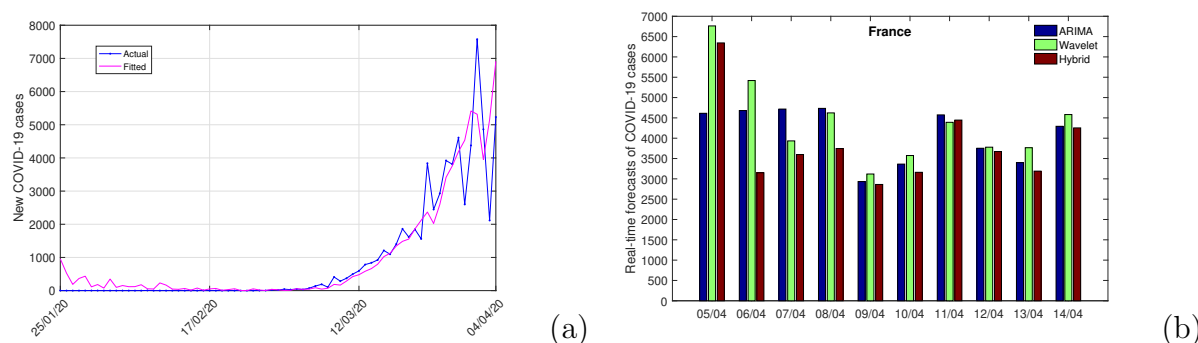 8000
7000
6000
5000
4000
3000
2000
1000
0
New COVID-19 cases
Actual
Fitted
25/01/20
17/02/20
12/03/20
04/04/20
(a)
7000
6500
6000
5500
5000
4500
4000
3500
3000
2500
2000
1500
1000
500
0
Real-time forecasts of COVID-19 cases
France
ARIMA
Wavelet
Hybrid
05/04 06/04 07/04 08/04 09/04 10/04 11/04 12/04 13/04 14/04
(b)